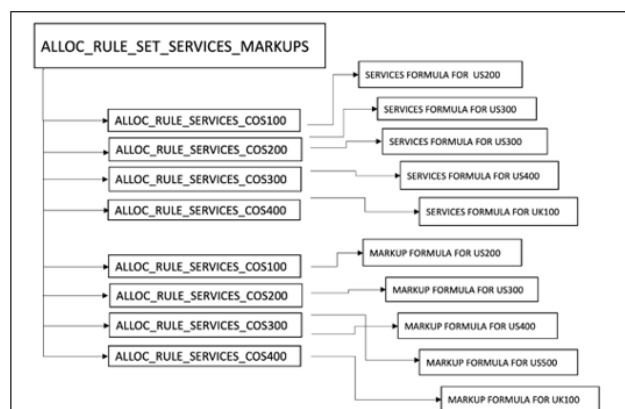 ALLOC_RULE_SET_SERVICES_MARKUPS
SERVICES FORMULA FOR US200
ALLOC_RULE_SERVICES_COS100
SERVICES FORMULA FOR US300
ALLOC_RULE_SERVICES_COS200
SERVICES FORMULA FOR US300
ALLOC_RULE_SERVICES_COS300
SERVICES FORMULA FOR US400
ALLOC_RULE_SERVICES_COS400
SERVICES FORMULA FOR UK100
ALLOC_RULE_SERVICES_COS100
MARKUP FORMULA FOR US200
ALLOC_RULE_SERVICES_COS200
MARKUP FORMULA FOR US300
ALLOC_RULE_SERVICES_COS300
MARKUP FORMULA FOR US400
ALLOC_RULE_SERVICES_COS400
MARKUP FORMULA FOR US500
MARKUP FORMULA FOR UK100